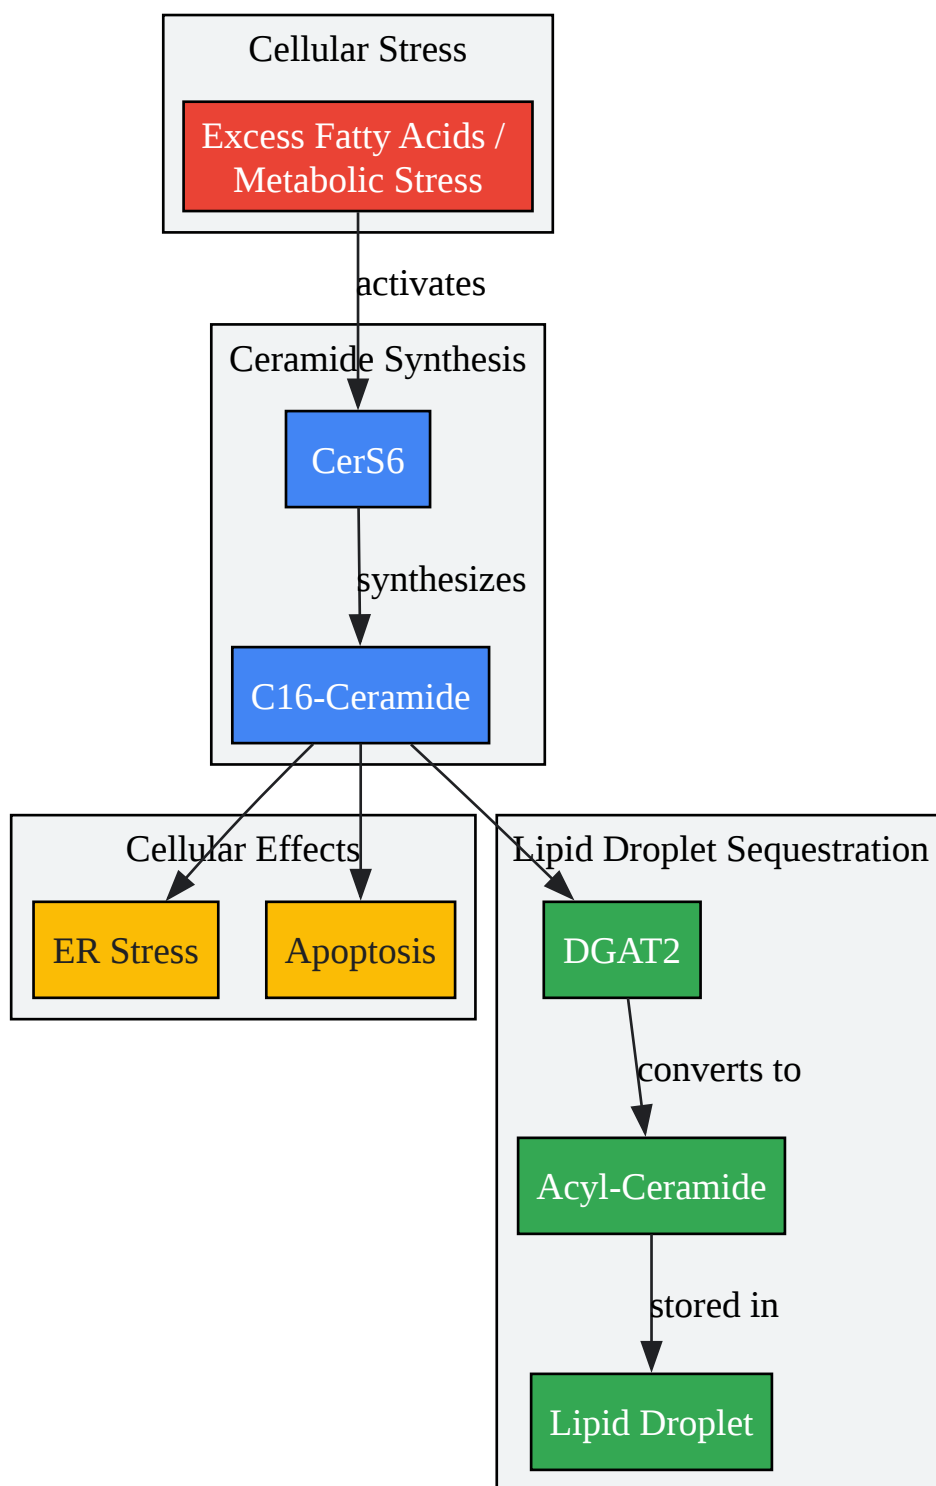 Cellular Stress
Excess Fatty Acids /
Metabolic Stress
activates
Ceramide Synthesis
CerS6
synthesizes
C16-Ceramide
Cellular Effects
Lipid Droplet Sequestration
ER Stress
Apoptosis
DGAT2
converts to
Acyl-Ceramide
stored in
Lipid Droplet